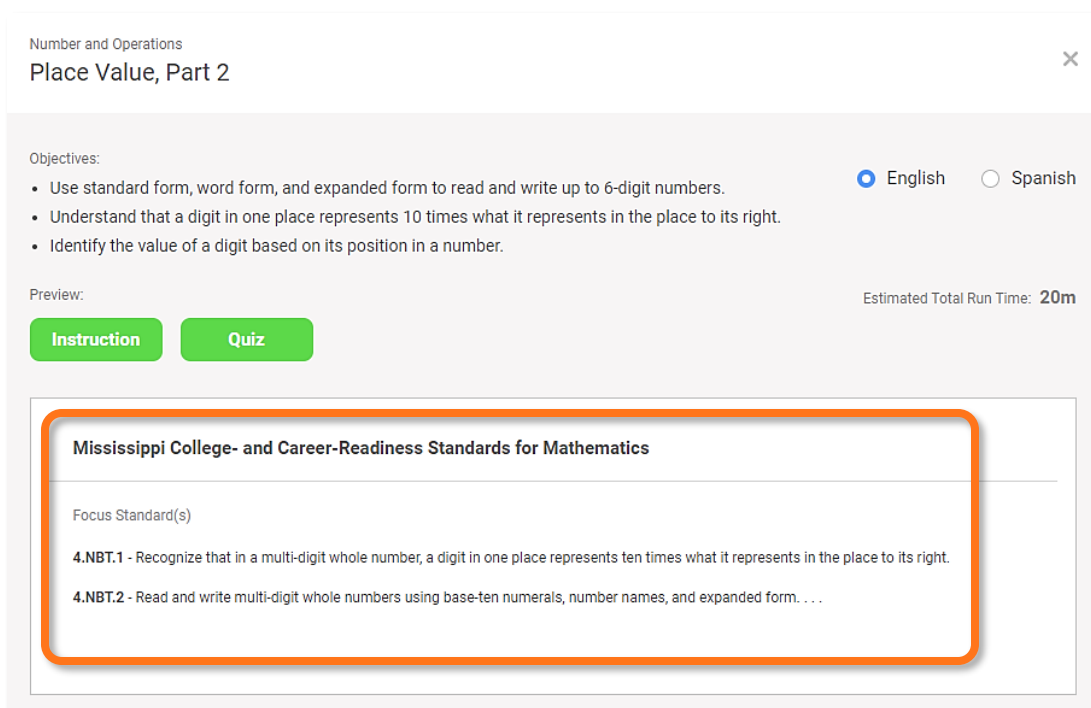 Number and Operations
Place Value, Part 2
×
Objectives:
• Use standard form, word form, and expanded form to read and write up to 6-digit numbers.
• Understand that a digit in one place represents 10 times what it represents in the place to its right.
• Identify the value of a digit based on its position in a number.
English
Spanish
Preview:
Estimated Total Run Time: 20m
Instruction
Quiz
Mississippi College- and Career-Readiness Standards for Mathematics
Focus Standard(s)
4.NBT.1 - Recognize that in a multi-digit whole number, a digit in one place represents ten times what it represents in the place to its right.
4.NBT.2 - Read and write multi-digit whole numbers using base-ten numerals, number names, and expanded form. . . .